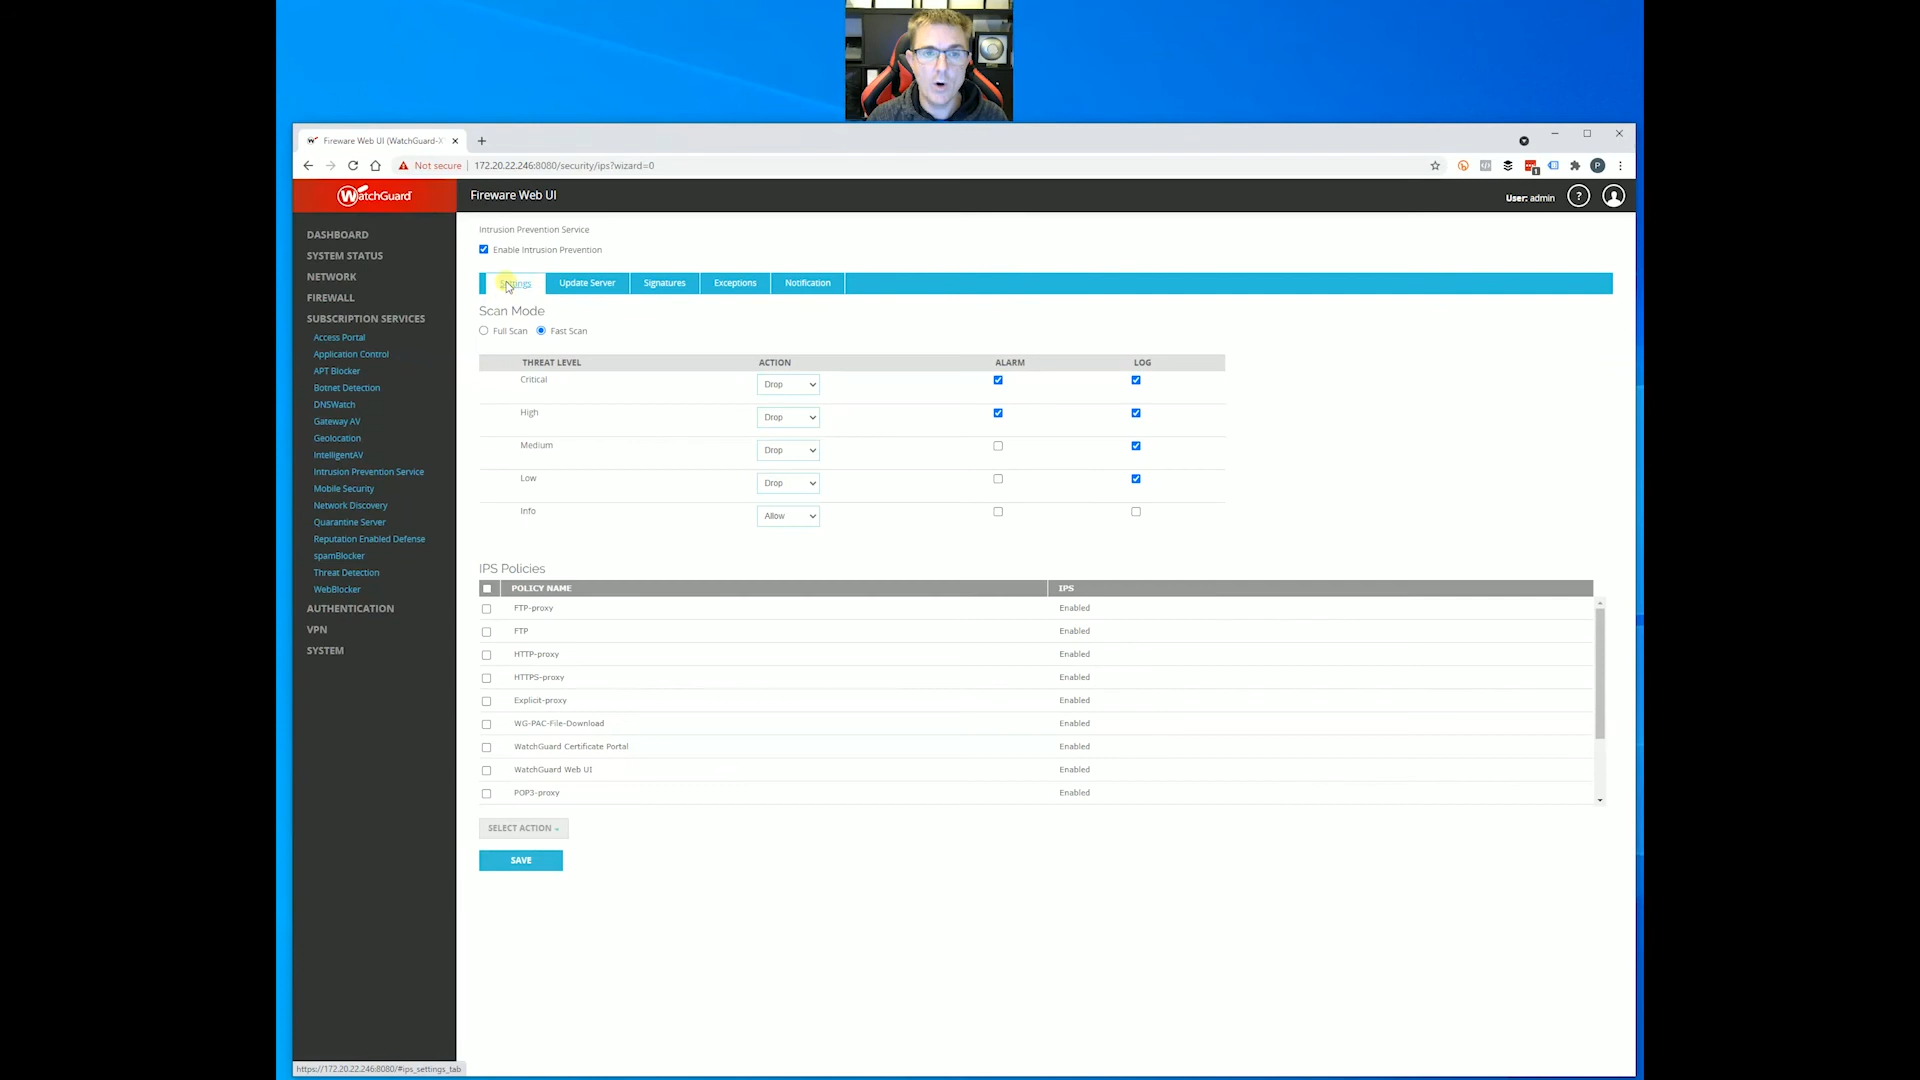 Fireware Web UI (WatchGuard-X
Not secure
172.20.22.246:8080/security/ips?wizard=0
WatchGuard
Fireware Web UI
User: admin
?
DASHBOARD
SYSTEM STATUS
NETWORK
FIREWALL
SUBSCRIPTION SERVICES
Access Portal
Application Control
APT Blocker
Botnet Detection
DNSWatch
Gateway AV
Geolocation
IntelligentAV
Intrusion Prevention Service
Mobile Security
Network Discovery
Quarantine Server
Reputation Enabled Defense
spamBlocker
Threat Detection
WebBlocker
AUTHENTICATION
VPN
SYSTEM
Intrusion Prevention Service
Enable Intrusion Prevention
Settings Update Server Signatures Exceptions Notification
Scan Mode
Full Scan Fast Scan
THREAT LEVEL ACTION ALARM LOG
Critical Drop
High Drop
Medium Drop
Low Drop
Info Allow
IPS Policies
POLICY NAME IPS
FTP-proxy Enabled
FTP Enabled
HTTP-proxy Enabled
HTTPS-proxy Enabled
Explicit-proxy Enabled
WG-PAC-File-Download Enabled
WatchGuard Certificate Portal Enabled
WatchGuard Web UI Enabled
POP3-proxy Enabled
SELECT ACTION
SAVE
https://172.20.22.246:8080/#ips_settings_tab